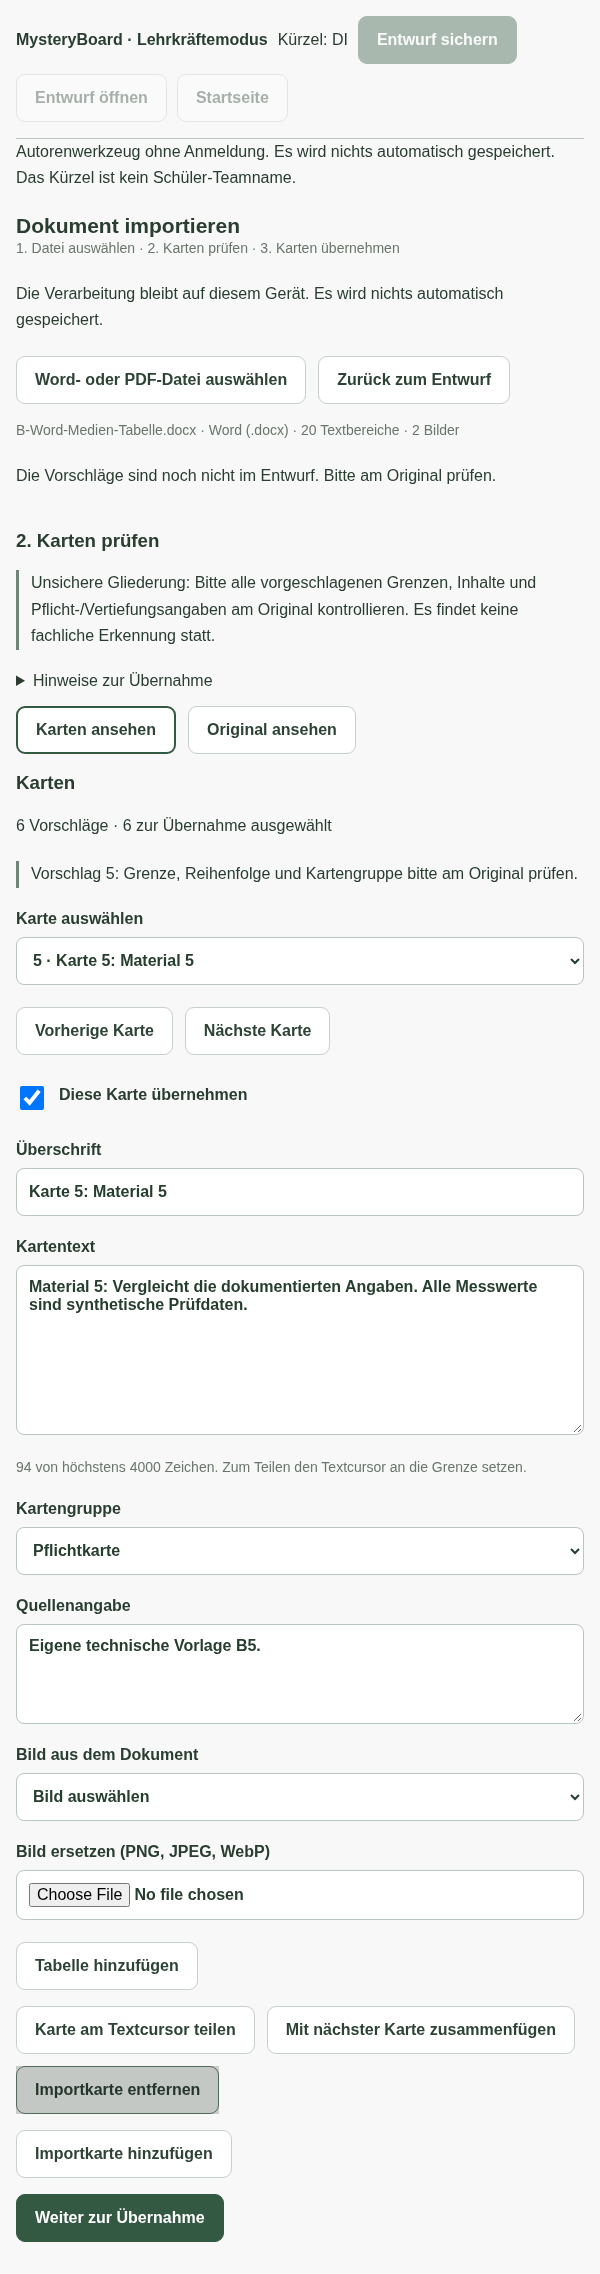 MysteryBoard · Lehrkräftemodus Kürzel: DI Entwurf sichern
Entwurf öffnen Startseite
Autorenwerkzeug ohne Anmeldung. Es wird nichts automatisch gespeichert.
Das Kürzel ist kein Schüler-Teamname.
Dokument importieren
1. Datei auswählen · 2. Karten prüfen · 3. Karten übernehmen
Die Verarbeitung bleibt auf diesem Gerät. Es wird nichts automatisch
gespeichert.
Word- oder PDF-Datei auswählen Zurück zum Entwurf
B-Word-Medien-Tabelle.docx · Word (.docx) · 20 Textbereiche · 2 Bilder
Die Vorschläge sind noch nicht im Entwurf. Bitte am Original prüfen.
2. Karten prüfen
Unsichere Gliederung: Bitte alle vorgeschlagenen Grenzen, Inhalte und
Pflicht-/Vertiefungsangaben am Original kontrollieren. Es findet keine
fachliche Erkennung statt.
Hinweise zur Übernahme
Karten ansehen Original ansehen
Karten
6 Vorschläge · 6 zur Übernahme ausgewählt
Vorschlag 5: Grenze, Reihenfolge und Kartengruppe bitte am Original prüfen.
Karte auswählen
5 · Karte 5: Material 5
Vorherige Karte Nächste Karte
Diese Karte übernehmen
Überschrift
Karte 5: Material 5
Kartentext
Material 5: Vergleicht die dokumentierten Angaben. Alle Messwerte
sind synthetische Prüfdaten.
94 von höchstens 4000 Zeichen. Zum Teilen den Textcursor an die Grenze setzen.
Kartengruppe
Pflichtkarte
Quellenangabe
Eigene technische Vorlage B5.
Bild aus dem Dokument
Bild auswählen
Bild ersetzen (PNG, JPEG, WebP)
Choose File No file chosen
Tabelle hinzufügen
Karte am Textcursor teilen Mit nächster Karte zusammenfügen
Importkarte entfernen
Importkarte hinzufügen
Weiter zur Übernahme